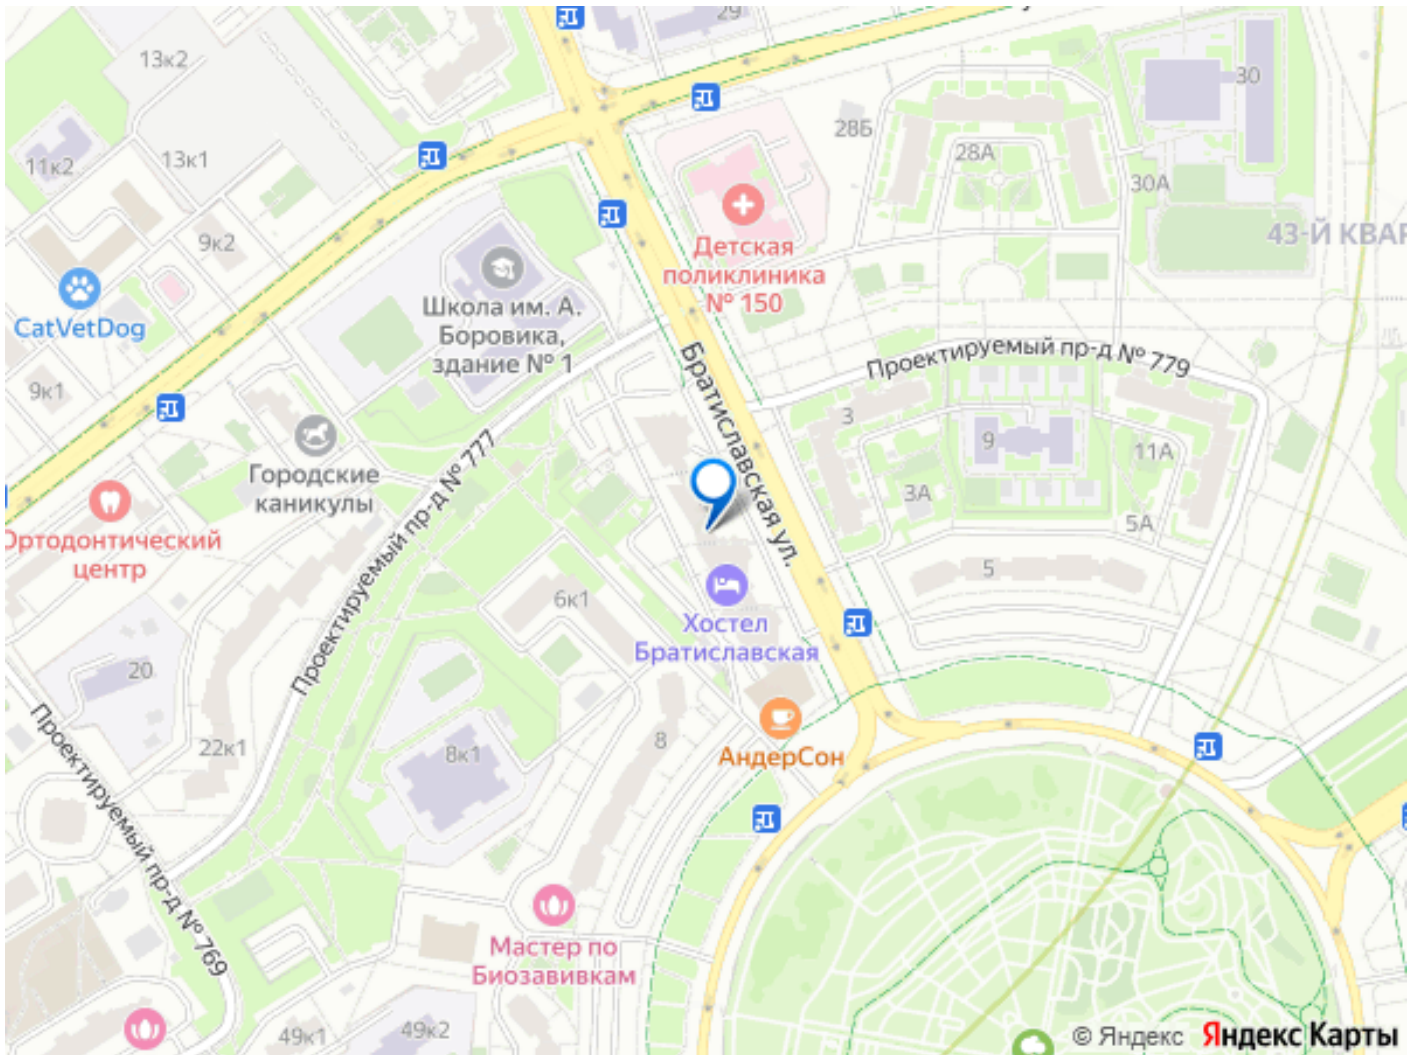 29
13к2
30
28Б
28А
11к2
13к1
30А
9к2
43-Й КВАР
Детская
поликлиника
№ 150
CatVetDog
Школа им. А.
Боровика,
здание № 1
Братиславская ул.
Проектируемый пр-д № 779
9к1
3
9
11А
Городские
каникулы
Проектируемый пр-д № 777
3А
5А
Ортодонтический
центр
5
6к1
Хостел
Братиславская
20
Проектируемый пр-д № 769
22к1
8к1
8
АндерСон
Мастер по
Биозавивкам
49к1
49к2
© Яндекс Яндекс Карты